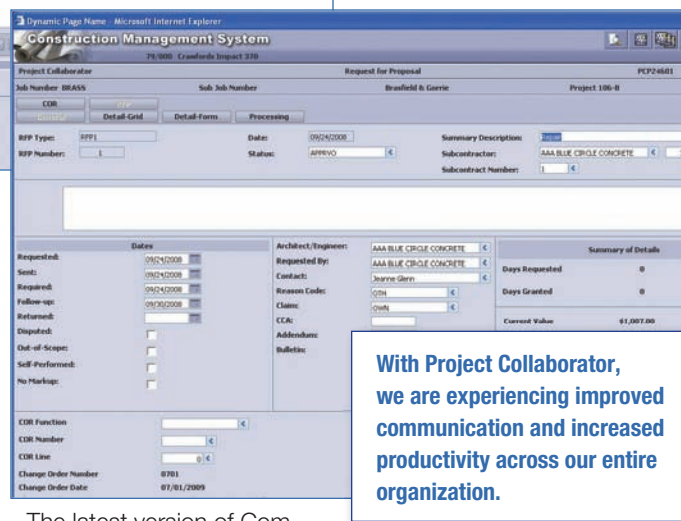 Dynamic Page Name - Microsoft Internet Explorer
Construction Management System
79/000 Crawfords Impact 370
Project Collaborator Request for Proposal PCP24601
Job Number BRASS Sub Job Number Brasfield & Gorrie Project 106-B
COR
Detail-Grid Detail-Form Processing
RFP Type: RFP1 Date: 09/24/2008 Summary Description: Repair
RFP Number: 1 Status: APPRVO Subcontractor: AAA BLUE CIRCLE CONCRETE
Subcontract Number: 1
Dates
Requested: 09/24/2008
Sent: 09/24/2008
Required: 09/24/2008
Follow-up: 09/30/2008
Returned:
Disputed:
Out-of-Scope:
Self-Performed:
No Markup:
Architect/Engineer: AAA BLUE CIRCLE CONCRETE
Requested By: AAA BLUE CIRCLE CONCRETE
Contact: Jeanne Glenn
Reason Code: OTH
Claim: OWN
CCA:
Addendum:
Bulletin:
Summary of Details
Days Requested 0
Days Granted 0
Current Value $1,007.00
COR Function
COR Number
COR Line 0
Change Order Number 0701
Change Order Date 07/01/2009
With Project Collaborator,
we are experiencing improved
communication and increased
productivity across our entire
organization.
The latest version of Com